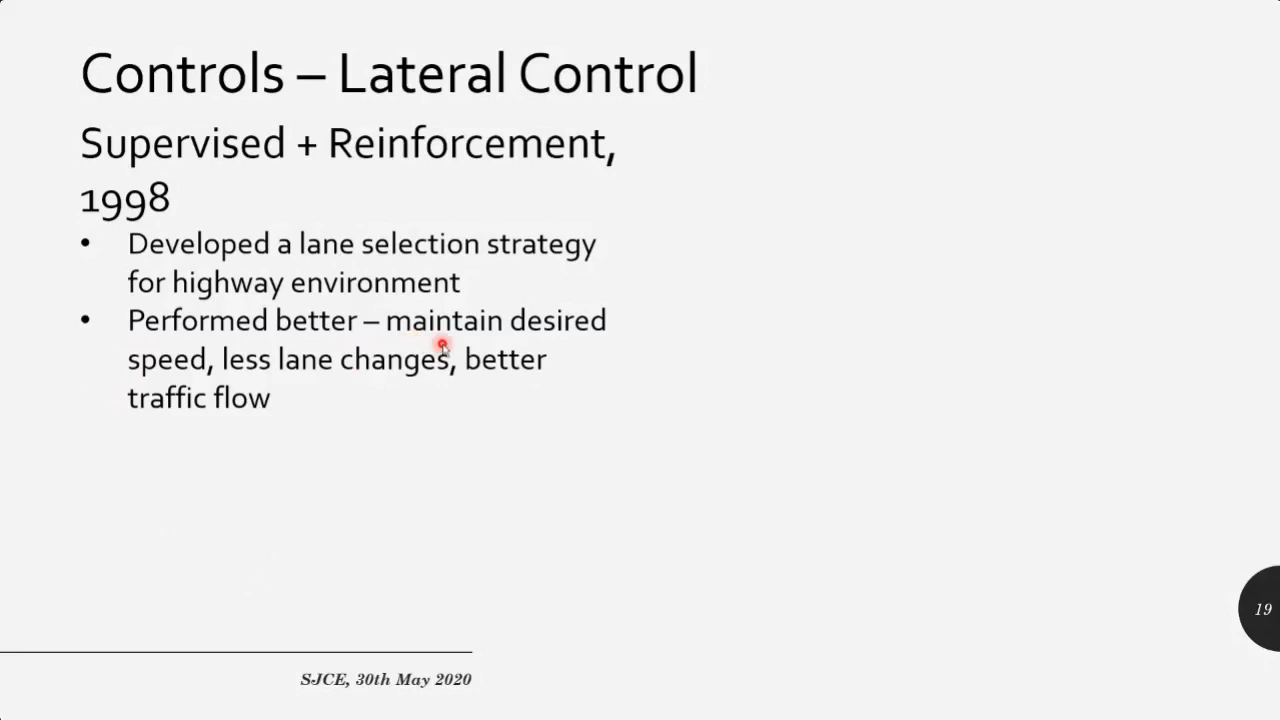 Controls – Lateral Control
Supervised + Reinforcement,
1998
• Developed a lane selection strategy
for highway environment
• Performed better – maintain desired
speed, less lane changes, better
traffic flow
19
SJCE, 30th May 2020